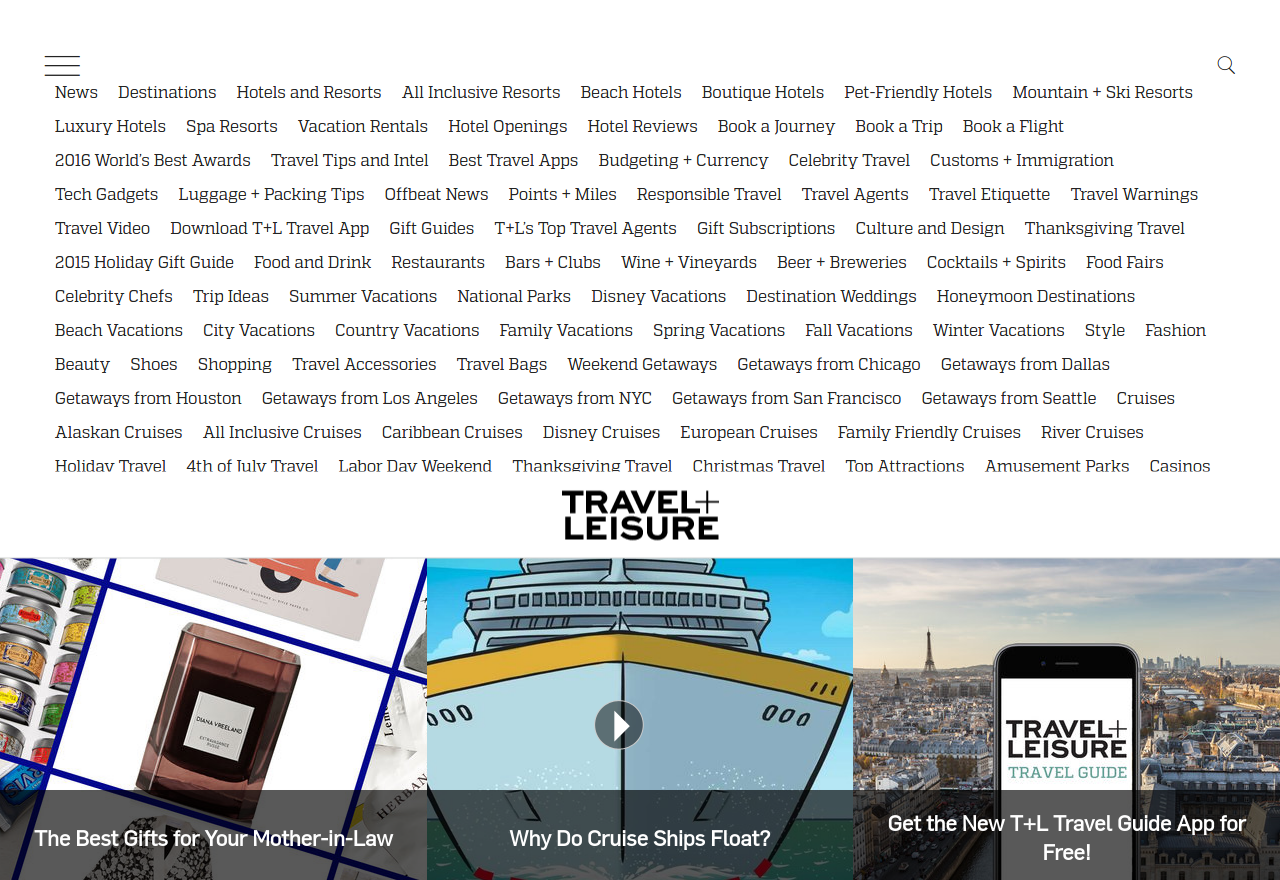 News Destinations Hotels and Resorts All Inclusive Resorts Beach Hotels Boutique Hotels Pet-Friendly Hotels Mountain + Ski Resorts
Luxury Hotels Spa Resorts Vacation Rentals Hotel Openings Hotel Reviews Book a Journey Book a Trip Book a Flight
2016 World's Best Awards Travel Tips and Intel Best Travel Apps Budgeting + Currency Celebrity Travel Customs + Immigration
Tech Gadgets Luggage + Packing Tips Offbeat News Points + Miles Responsible Travel Travel Agents Travel Etiquette Travel Warnings
Travel Video Download T+L Travel App Gift Guides T+L's Top Travel Agents Gift Subscriptions Culture and Design Thanksgiving Travel
2015 Holiday Gift Guide Food and Drink Restaurants Bars + Clubs Wine + Vineyards Beer + Breweries Cocktails + Spirits Food Fairs
Celebrity Chefs Trip Ideas Summer Vacations National Parks Disney Vacations Destination Weddings Honeymoon Destinations
Beach Vacations City Vacations Country Vacations Family Vacations Spring Vacations Fall Vacations Winter Vacations Style Fashion
Beauty Shoes Shopping Travel Accessories Travel Bags Weekend Getaways Getaways from Chicago Getaways from Dallas
Getaways from Houston Getaways from Los Angeles Getaways from NYC Getaways from San Francisco Getaways from Seattle Cruises
Alaskan Cruises All Inclusive Cruises Caribbean Cruises Disney Cruises European Cruises Family Friendly Cruises River Cruises
Holiday Travel 4th of July Travel Labor Day Weekend Thanksgiving Travel Christmas Travel Top Attractions Amusement Parks Casinos
TRAVEL+
LEISURE
ILLUSTRATED WALL CALENDAR BY RIFLE PAPER CO
DIANA VREELAND
EXTRAVAGANCE
RUSSE
HERBAN
The Best Gifts for Your Mother-in-Law
Why Do Cruise Ships Float?
TRAVEL+
LEISURE
TRAVEL GUIDE
Get the New T+L Travel Guide App for
Free!